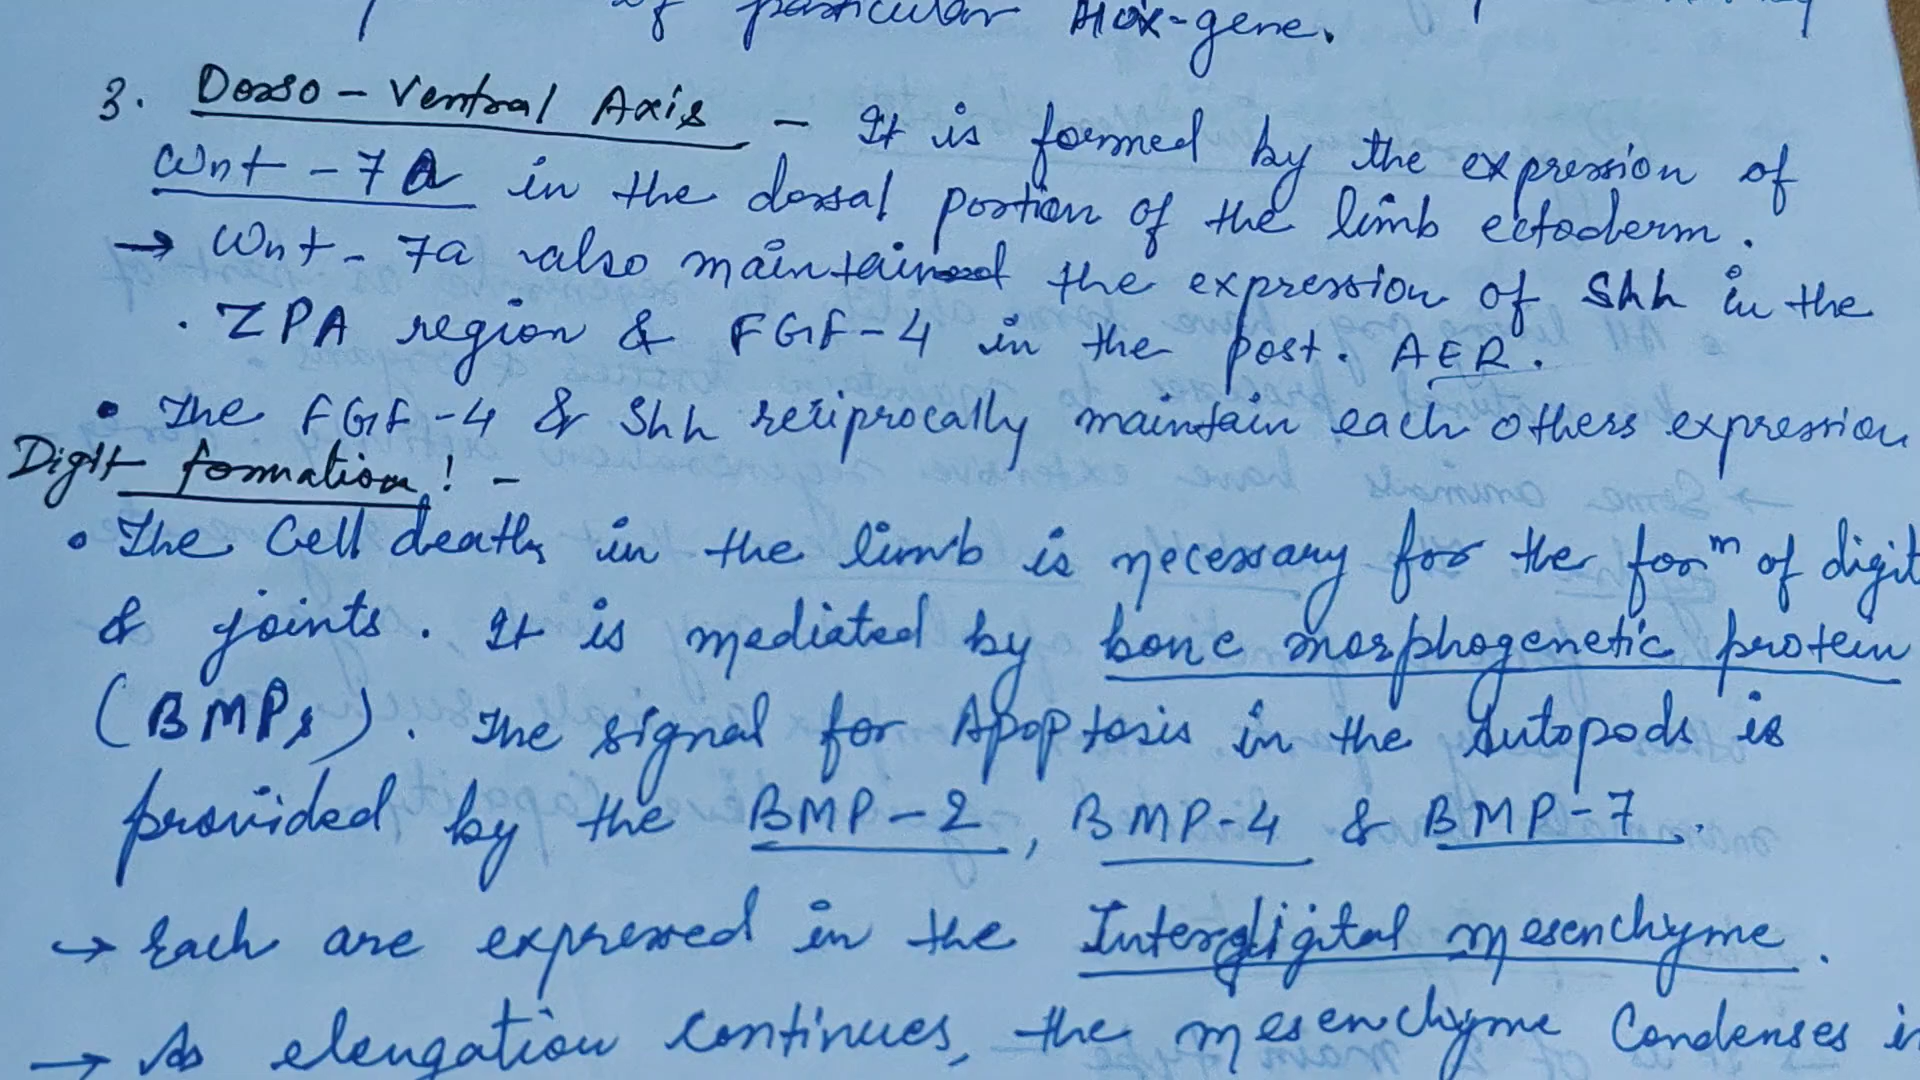 of particular Hox-gene.
3. Dorso - Ventral Axis - It is formed by the expression of
Wnt - 7a in the dorsal portion of the limb ectoderm.
→ Wnt - 7a also maintained the expression of Shh in the
. ZPA region & FGF-4 in the post. AER.
• The FGF-4 & Shh reciprocally maintain each others expression
Digit formation! -
• The Cell death in the limb is necessary for the for^m of digit
& joints. It is mediated by bone morphogenetic protein
(BMPs). The signal for Apoptosis in the Autopods is
provided by the BMP-2, BMP-4 & BMP-7.
→ Each are expressed in the Interdigital mesenchyme.
→ As elengation continues, the mesenchyme Condenses in